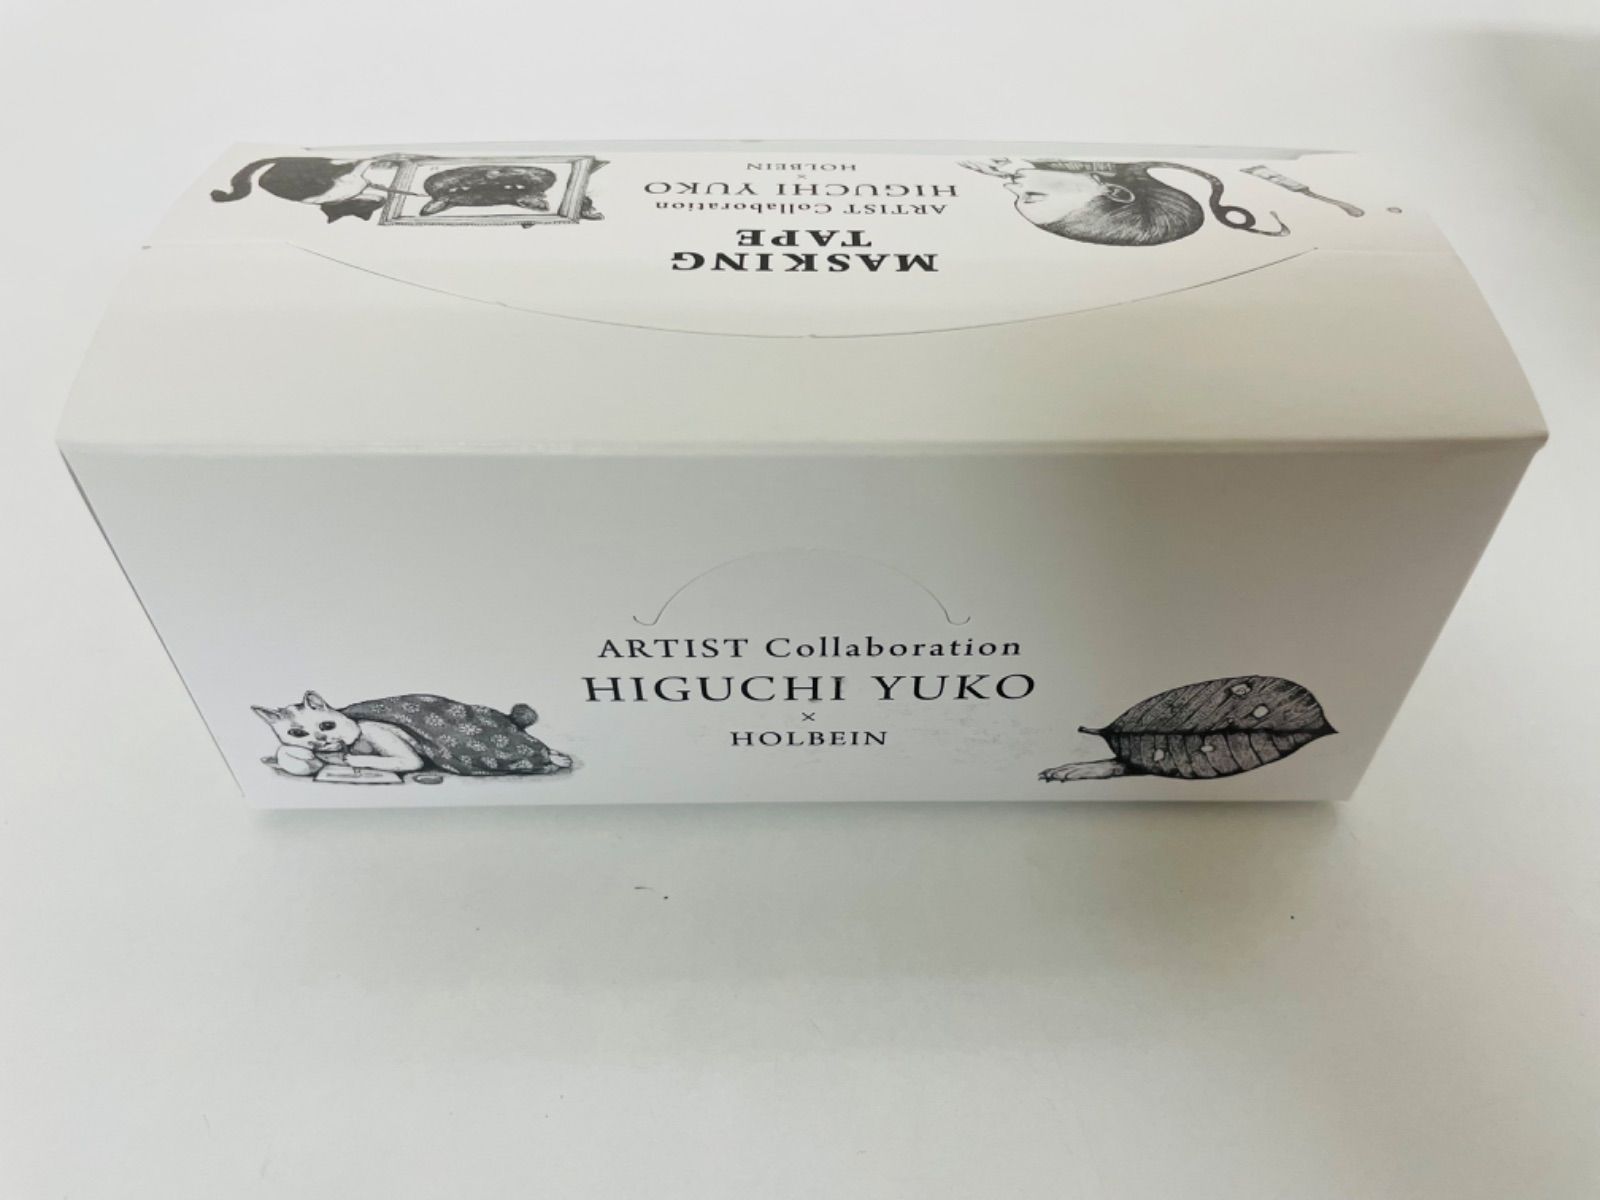 MASKING
TAPE
ARTIST Collaboration
HIGUCHI YUKO
×
HOLBEIN
ARTIST Collaboration
HIGUCHI YUKO
×
HOLBEIN